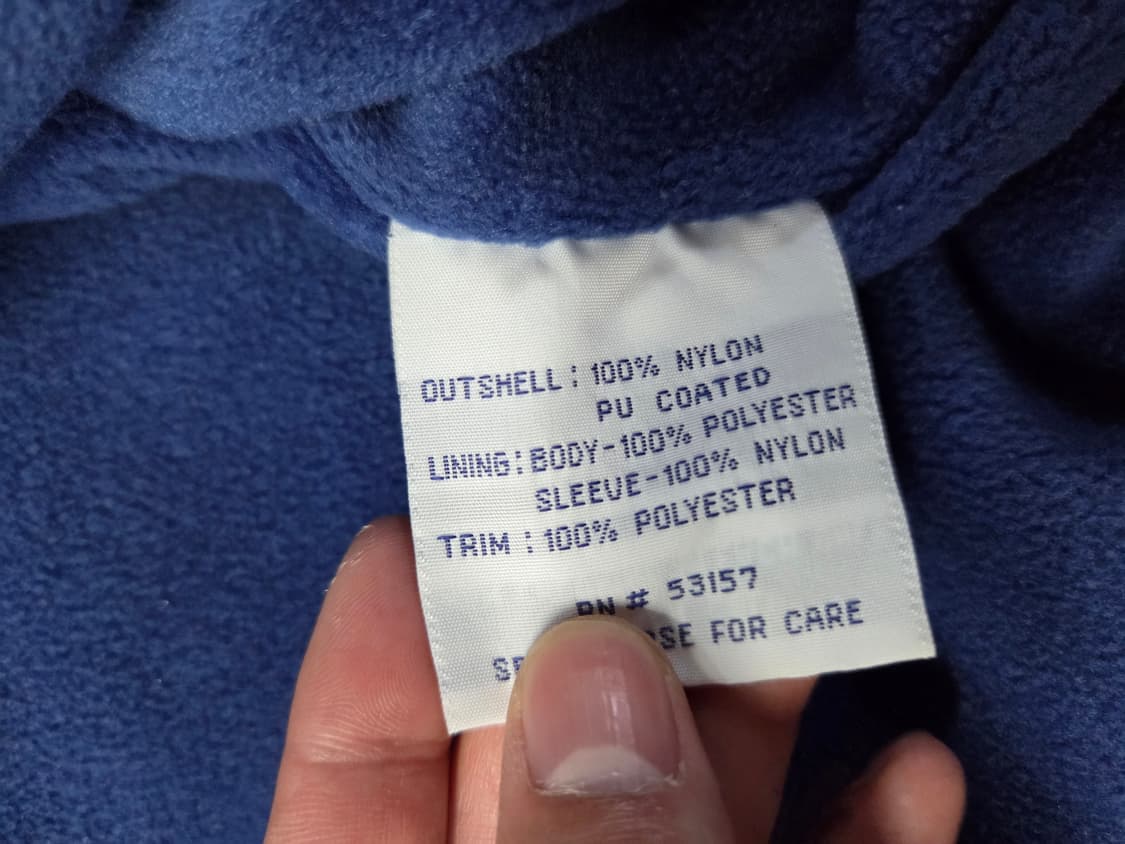 OUTSHELL: 100% NYLON
PU COATED
LINING: BODY-100% POLYESTER
SLEEVE-100% NYLON
TRIM : 100% POLYESTER
RN # 53157
FOR CARE